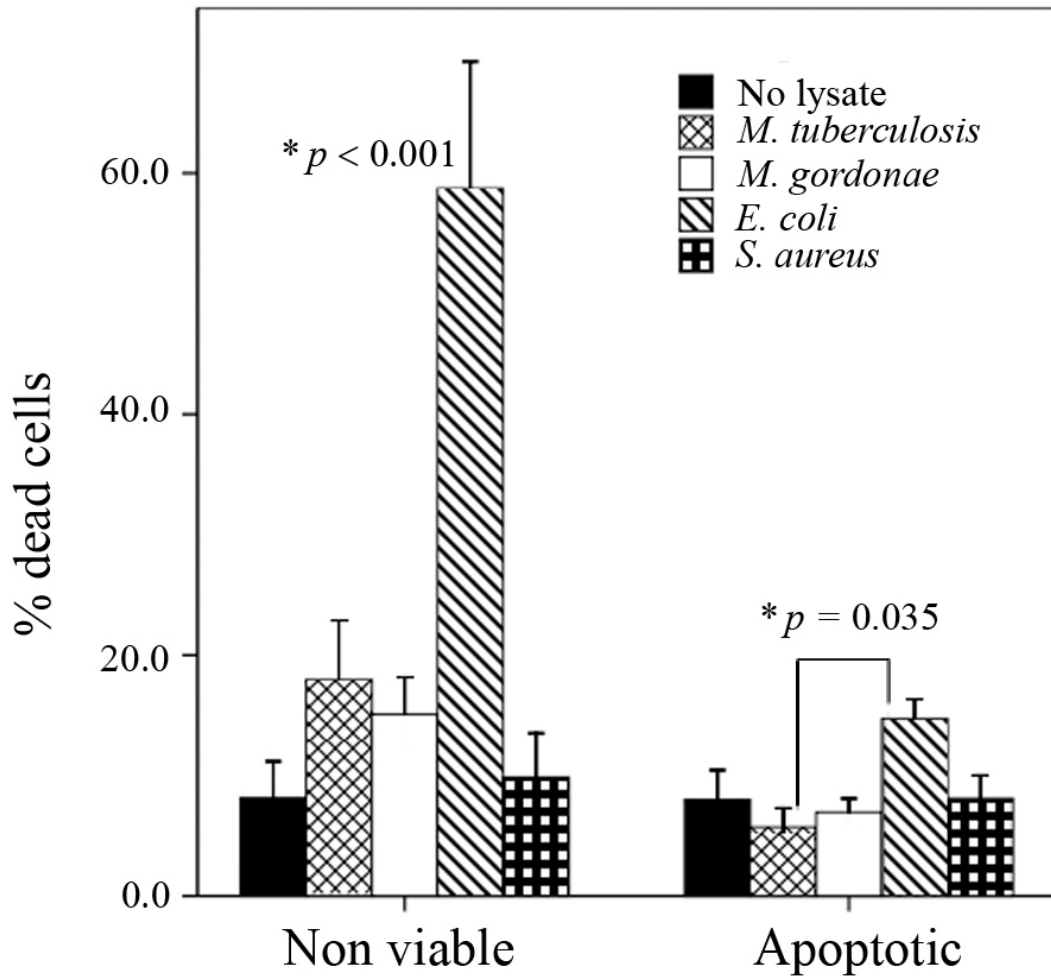 No lysate
M. tuberculosis
* p < 0.001
M. gordonae
60.0
E. coli
S. aureus
% dead cells
40.0
20.0
* p = 0.035
0.0
Non viable
Apoptotic